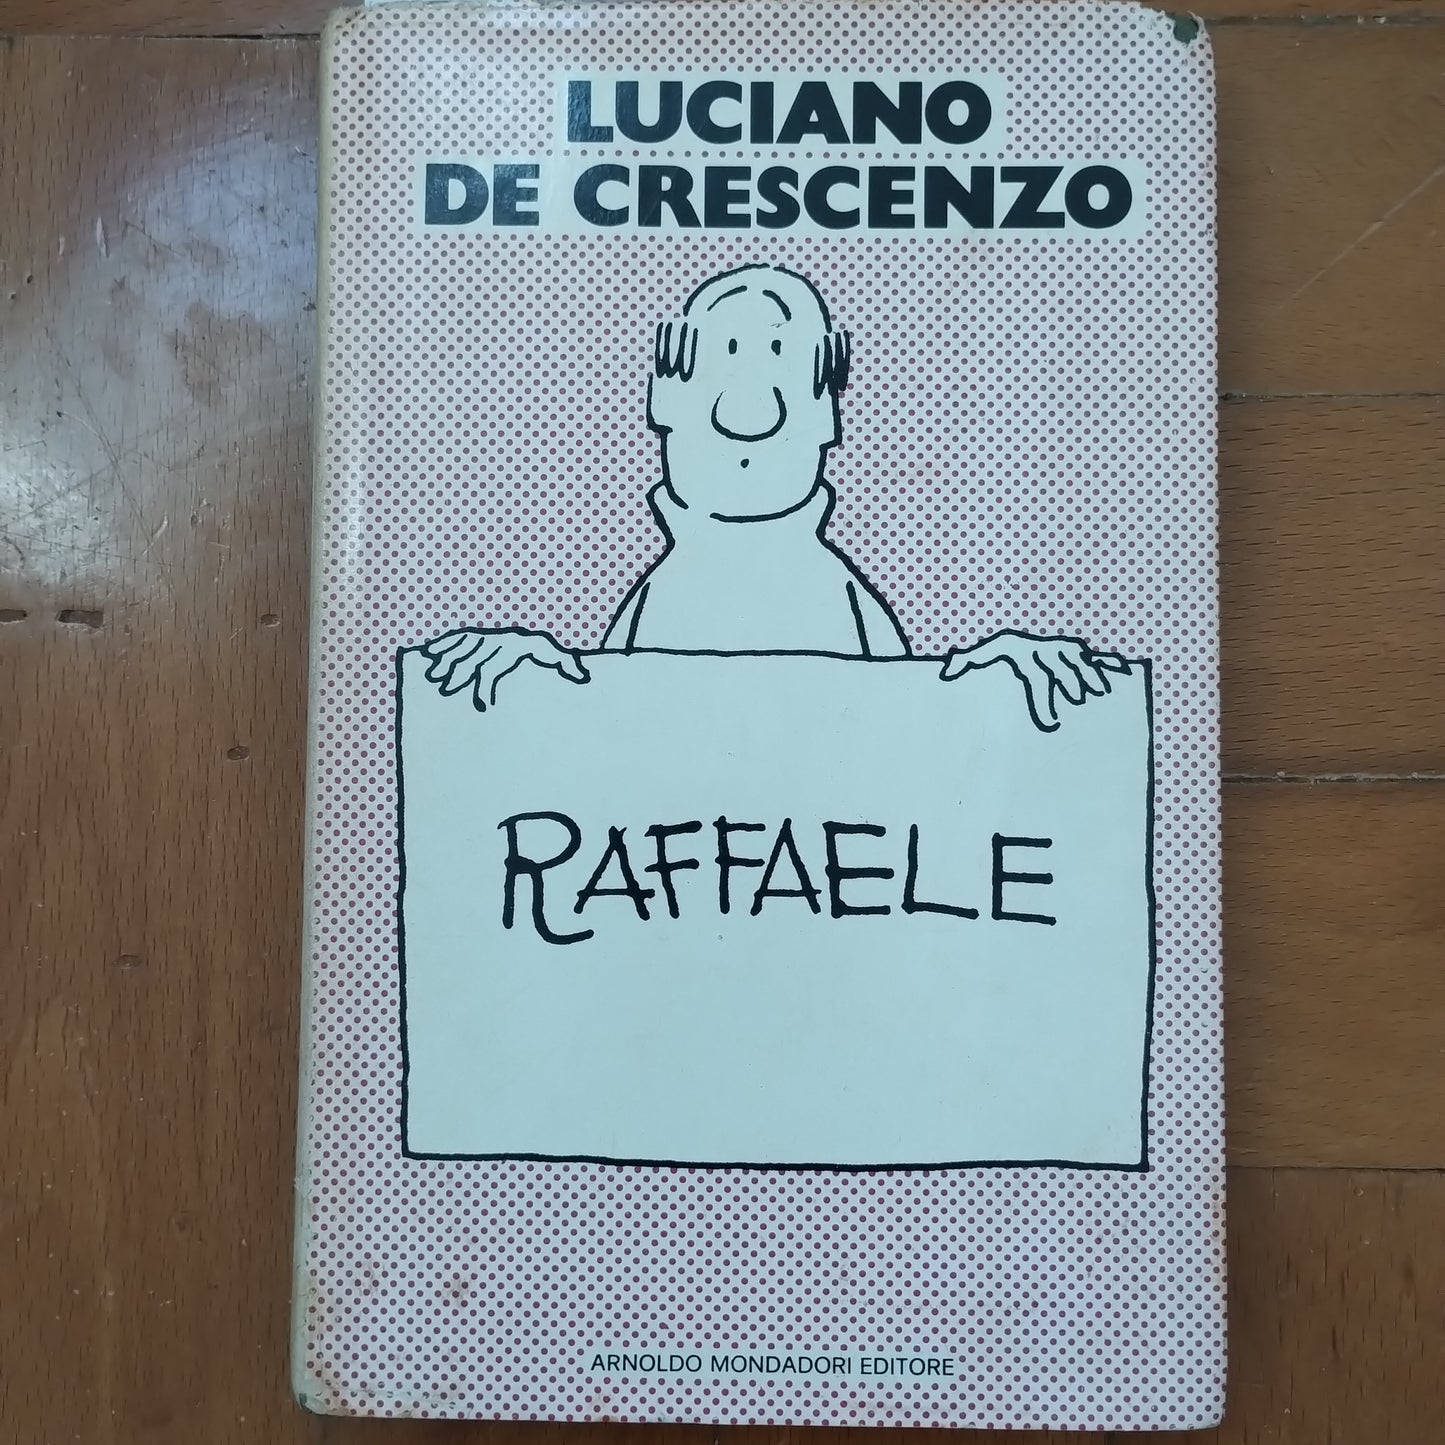 LUCIANO
DE CRESCENZO
RAFFAELE
ARNOLDO MONDADORI EDITORE